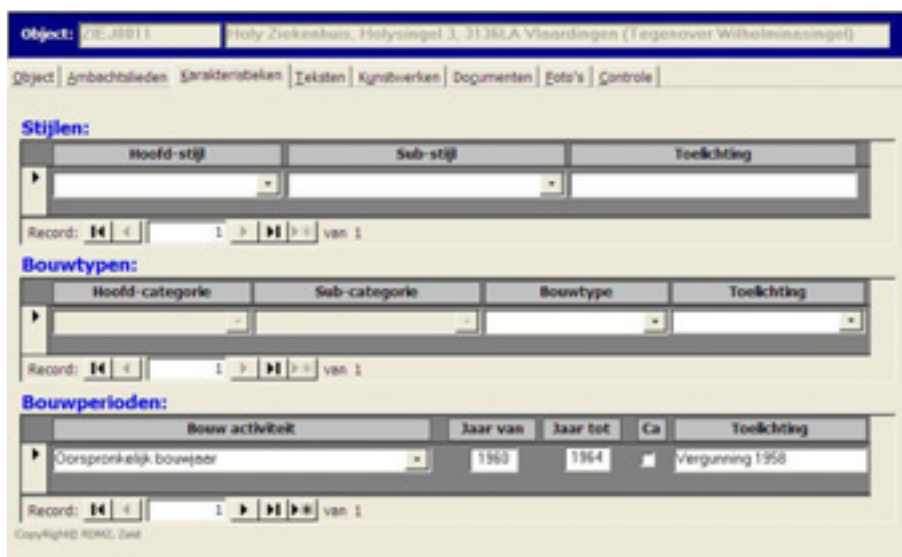 Object: ZIEJ0011 Holy Ziekenhuis, Holysingel 3, 3136LA Vlaardingen (Tegenover Wilhelminasingel)
Object Ambachtslieden Karakteristieken Teksten Kunstwerken Documenten Foto's Controle
Stijlen:
Hoofd-stijl Sub-stijl Toelichting
Record: 1 van 1
Bouwtypen:
Hoofd-categorie Sub-categorie Bouwtype Toelichting
Record: 1 van 1
Bouwperioden:
Bouw activiteit Jaar van Jaar tot Ca Toelichting
Oorspronkelijk bouwjaar 1960 1964 Vergunning 1958
Record: 1 van 1
CopyRight© RDMZ, Zeist